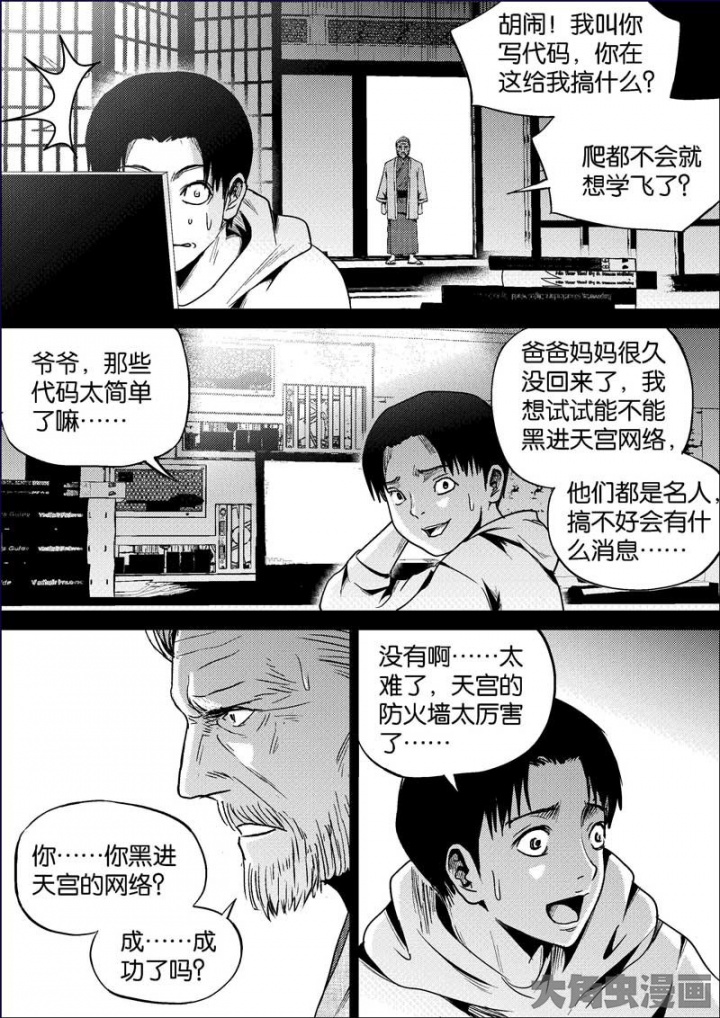 胡闹！我叫你
写代码，你在
这给我搞什么？
爬都不会就
想学飞了？
爷爷，那些
代码太简单
了嘛……
爸爸妈妈很久
没回来了，我
想试试能不能
黑进天宫网络，
他们都是名人，
搞不好会有什
么消息……
你……你黑进
天宫的网络？
成……成
功了吗？
没有啊……太
难了，天宫的
防火墙太厉害
了……
大角虫漫画